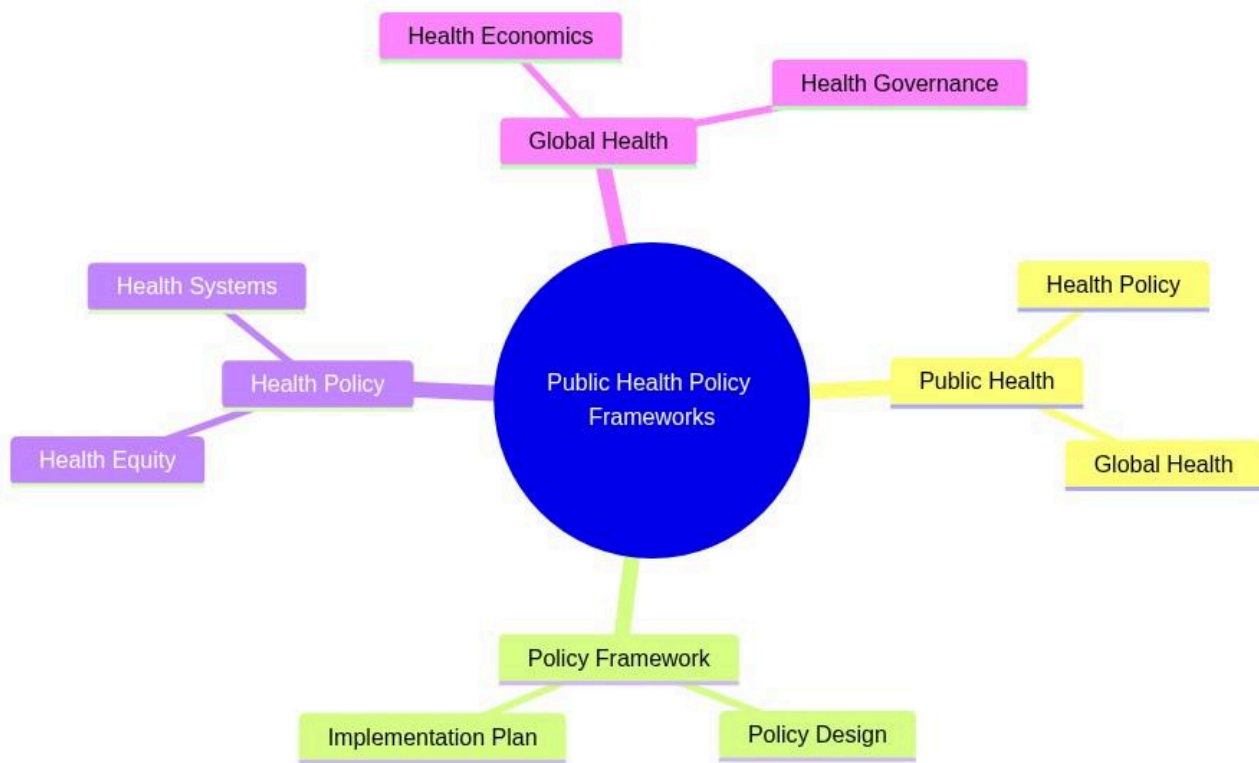 Health Economics
Health Governance
Global Health
Health Systems
Health Policy
Health Equity
Public Health Policy
Frameworks
Health Policy
Public Health
Global Health
Policy Framework
Implementation Plan
Policy Design